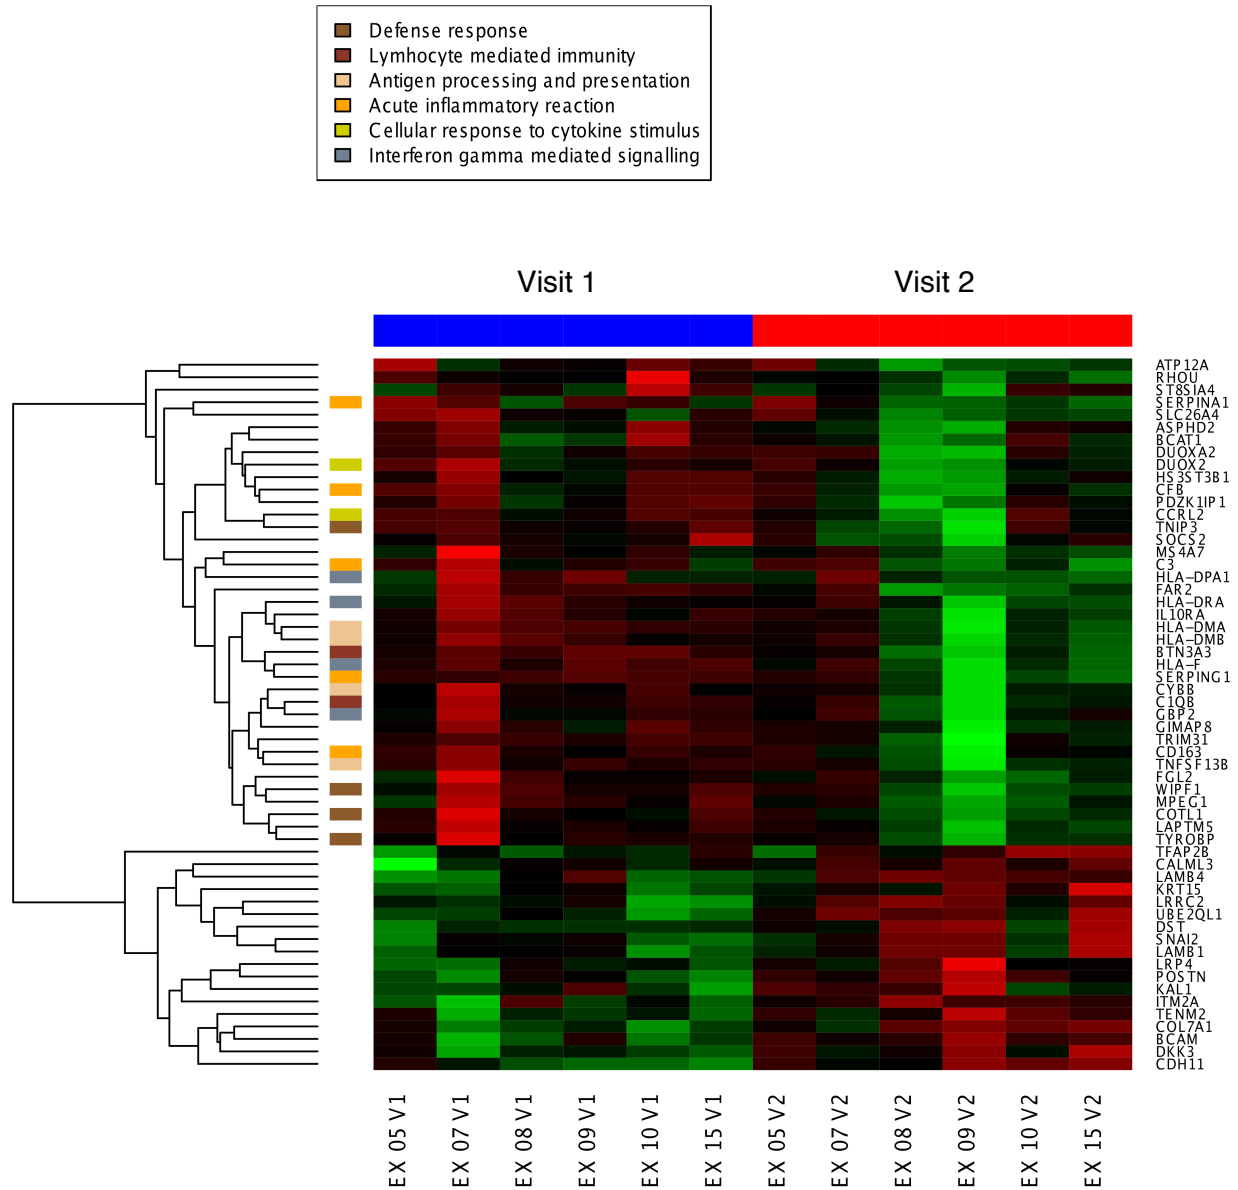 Defense response
Lymhocyte mediated immunity
Antigen processing and presentation
Acute inflammatory reaction
Cellular response to cytokine stimulus
Interferon gamma mediated signalling
Visit 1 Visit 2
ATP12A
RHOU
ST8SIA4
SERPINA1
SLC26A4
ASPHD2
BCAT1
DUOXA2
DUOX2
HS3ST3B1
CFB
PDZK1IP1
CCRL2
TNIP3
SOCS2
MS4A7
C3
HLA−DPA1
FAR2
HLA−DRA
IL10RA
HLA−DMA
HLA−DMB
BTN3A3
HLA−F
SERPING1
CYBB
C1QB
GBP2
GIMAP8
TRIM31
CD163
TNFSF13B
FGL2
WIPF1
MPEG1
COTL1
LAPTM5
TYROBP
TFAP2B
CALML3
LAMB4
KRT15
LRRC2
UBE2QL1
DST
SNAI2
LAMB1
LRP4
POSTN
KAL1
ITM2A
TENM2
COL7A1
BCAM
DKK3
CDH11
EX 05 V1
EX 07 V1
EX 08 V1
EX 09 V1
EX 10 V1
EX 15 V1
EX 05 V2
EX 07 V2
EX 08 V2
EX 09 V2
EX 10 V2
EX 15 V2